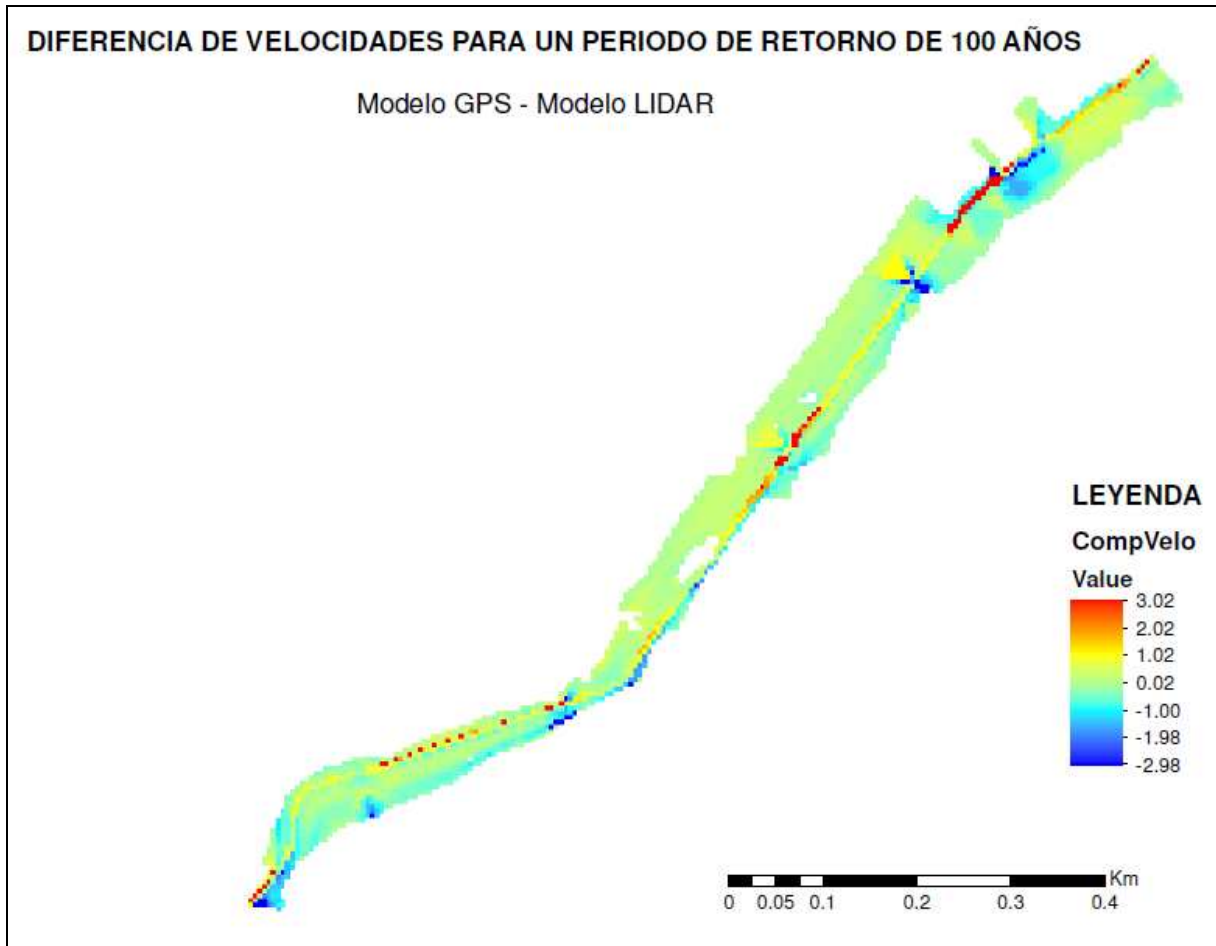 DIFERENCIA DE VELOCIDADES PARA UN PERIODO DE RETORNO DE 100 AÑOS
Modelo GPS - Modelo LIDAR
LEYENDA
CompVelo
Value
3.02
2.02
1.02
0.02
-1.00
-1.98
-2.98
Km
0 0.05 0.1 0.2 0.3 0.4